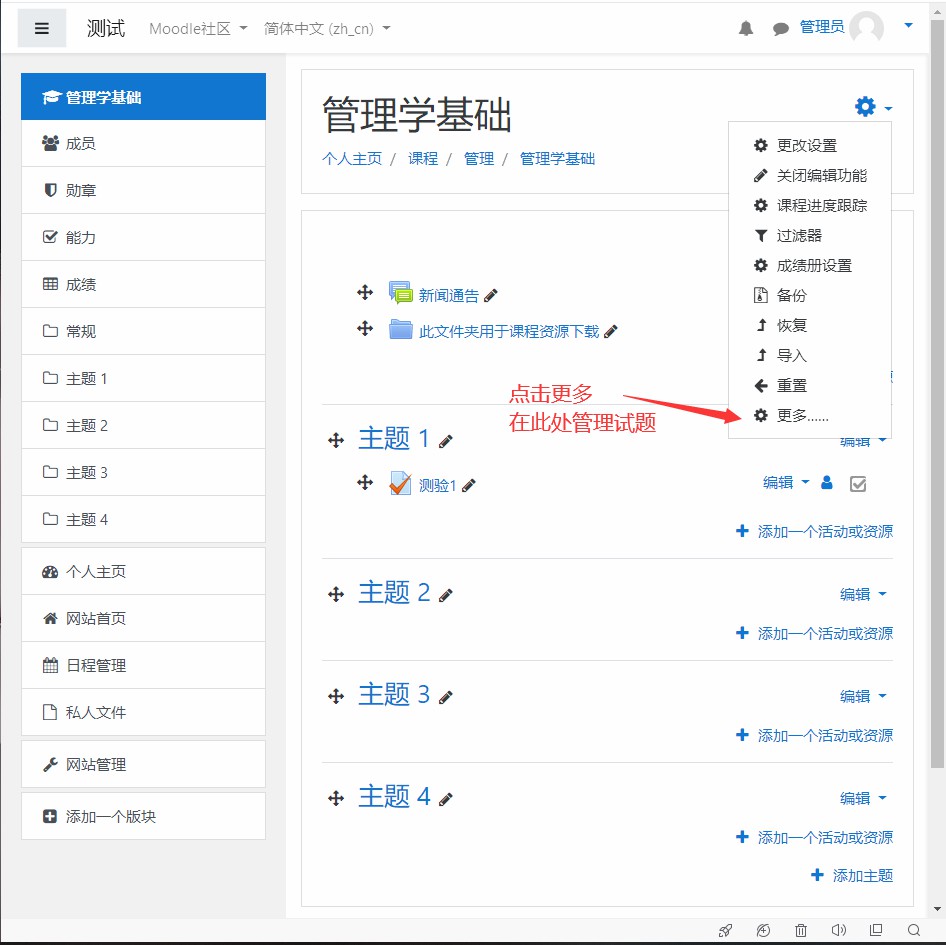 测试 Moodle社区 简体中文 (zh_cn) 管理员
管理学基础
成员
勋章
能力
成绩
常规
主题 1
主题 2
主题 3
主题 4
个人主页
网站首页
日程管理
私人文件
网站管理
添加一个版块
管理学基础
个人主页 / 课程 / 管理 / 管理学基础
更改设置
关闭编辑功能
课程进度跟踪
过滤器
成绩册设置
备份
恢复
导入
重置
更多......
新闻通告
此文件夹用于课程资源下载
点击更多
在此处管理试题
主题 1 编辑
测验1 编辑
添加一个活动或资源
主题 2 编辑
添加一个活动或资源
主题 3 编辑
添加一个活动或资源
主题 4 编辑
添加一个活动或资源
添加主题